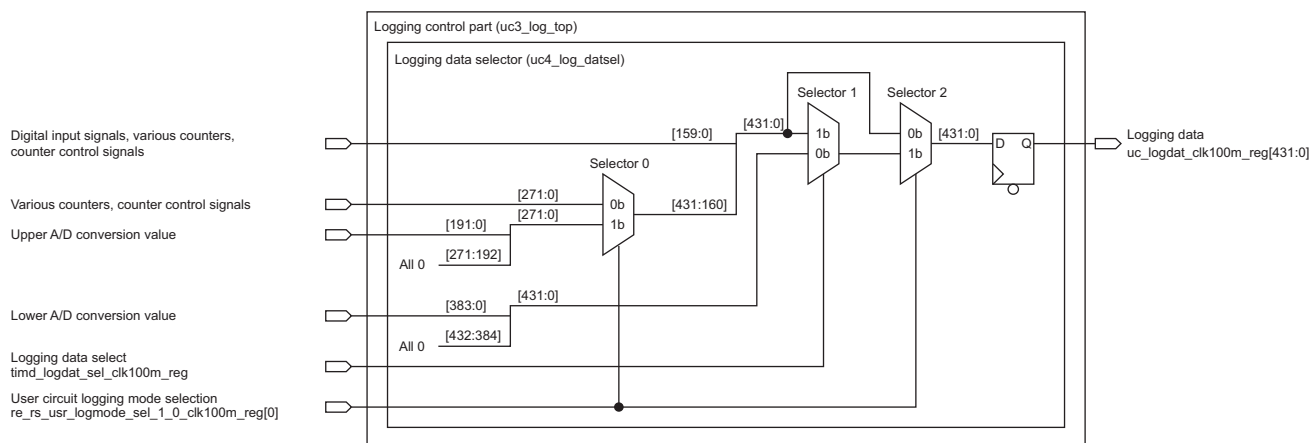 Logging control part (uc3_log_top)
Logging data selector (uc4_log_datsel)
Selector 1
Selector 2
Digital input signals, various counters,
counter control signals
[159:0]
[431:0]
1b
0b
0b
1b
[431:0]
D
Q
Logging data
uc_logdat_clk100m_reg[431:0]
Selector 0
Various counters, counter control signals
[271:0]
0b
1b
[431:160]
Upper A/D conversion value
[191:0]
[271:0]
All 0
[271:192]
Lower A/D conversion value
[383:0]
[431:0]
All 0
[432:384]
Logging data select
timd_logdat_sel_clk100m_reg
User circuit logging mode selection
re_rs_usr_logmode_sel_1_0_clk100m_reg[0]